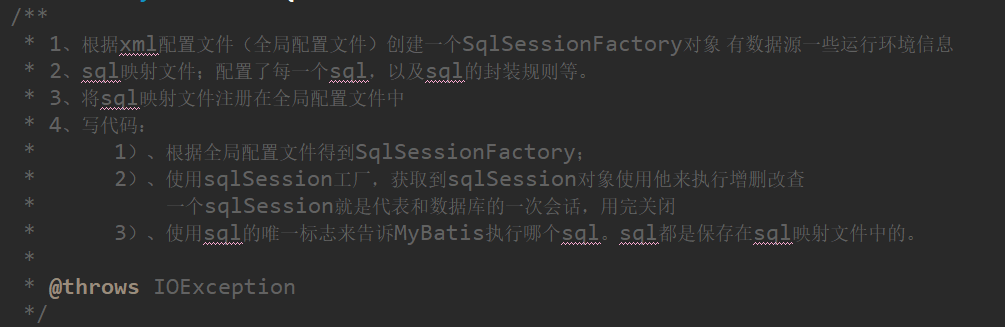 /**
* 1、根据xml配置文件（全局配置文件）创建一个SqlSessionFactory对象 有数据源一些运行环境信息
* 2、sql映射文件；配置了每一个sql，以及sql的封装规则等。
* 3、将sql映射文件注册在全局配置文件中
* 4、写代码：
* 1）、根据全局配置文件得到SqlSessionFactory；
* 2）、使用sqlSession工厂，获取到sqlSession对象使用他来执行增删改查
* 一个sqlSession就是代表和数据库的一次会话，用完关闭
* 3）、使用sql的唯一标志来告诉MyBatis执行哪个sql。sql都是保存在sql映射文件中的。
*
* @throws IOException
*/